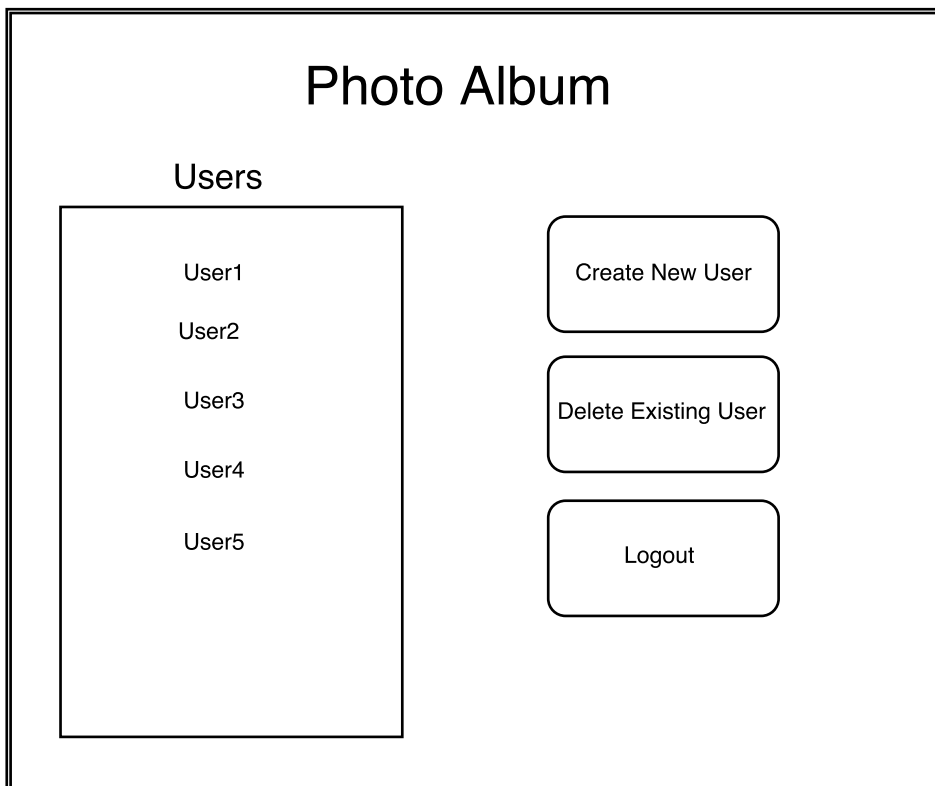 Photo Album
Users
User1
User2
User3
User4
User5
Create New User
Delete Existing User
Logout